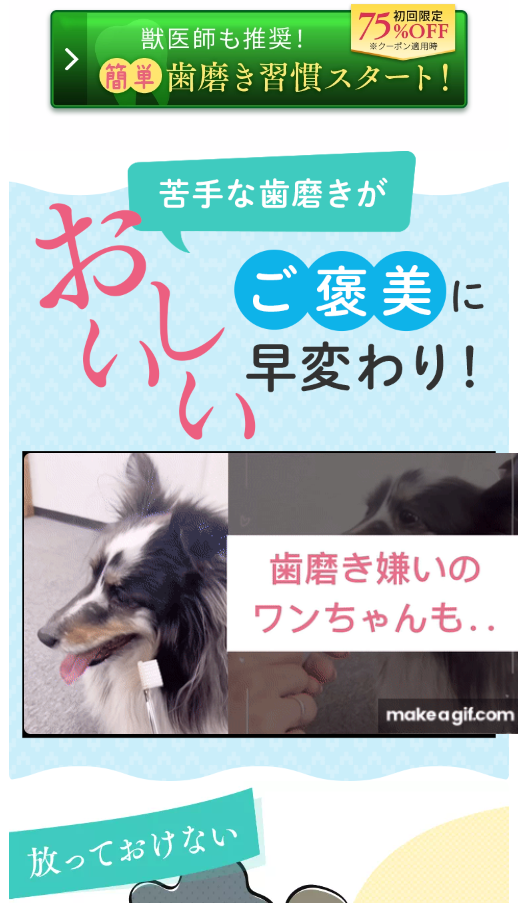 獣医師も推奨！
初回限定
75%OFF
※クーポン適用時
簡単歯磨き習慣スタート！
苦手な歯磨きが
おいしい
ご褒美に
早変わり！
歯磨き嫌いの
ワンちゃんも..
makeagif.com
放っておけない